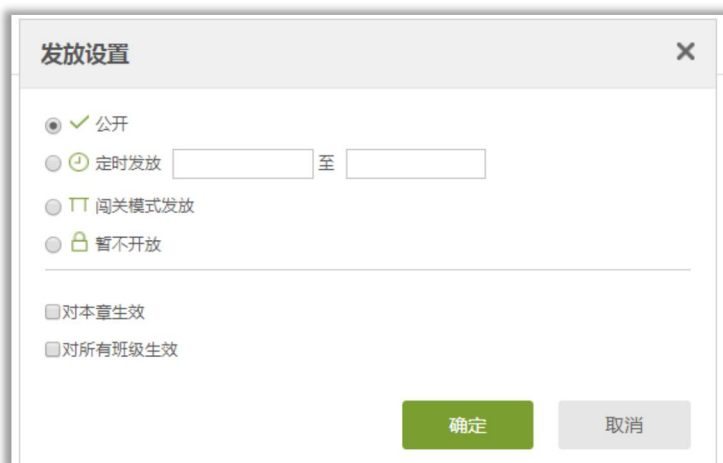 发放设置
公开
定时发放 至
闯关模式发放
暂不开放
对本章生效
对所有班级生效
确定 取消